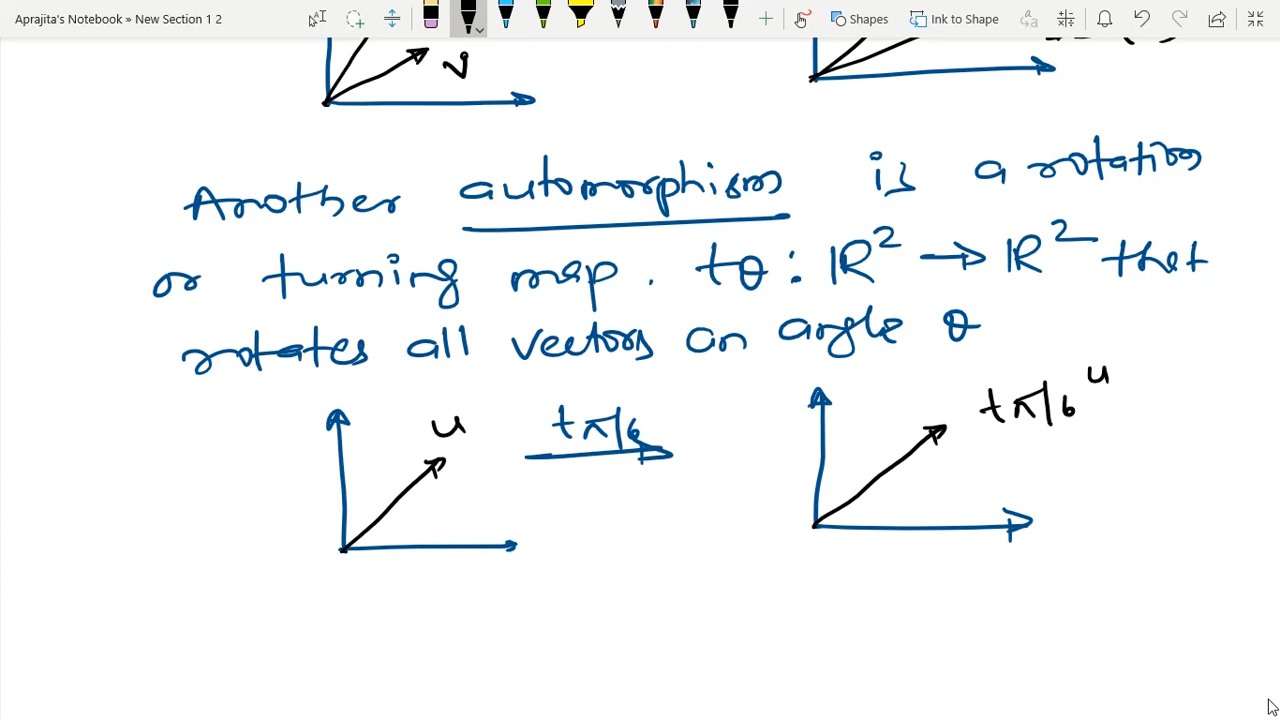 Aprajita's Notebook » New Section 1 2
Shapes
Ink to Shape
v
Another automorphism is a rotation
or turning map. tθ : ℝ² → ℝ² that
rotates all vectors an angle θ
u
tπ/6
tπ/6 u